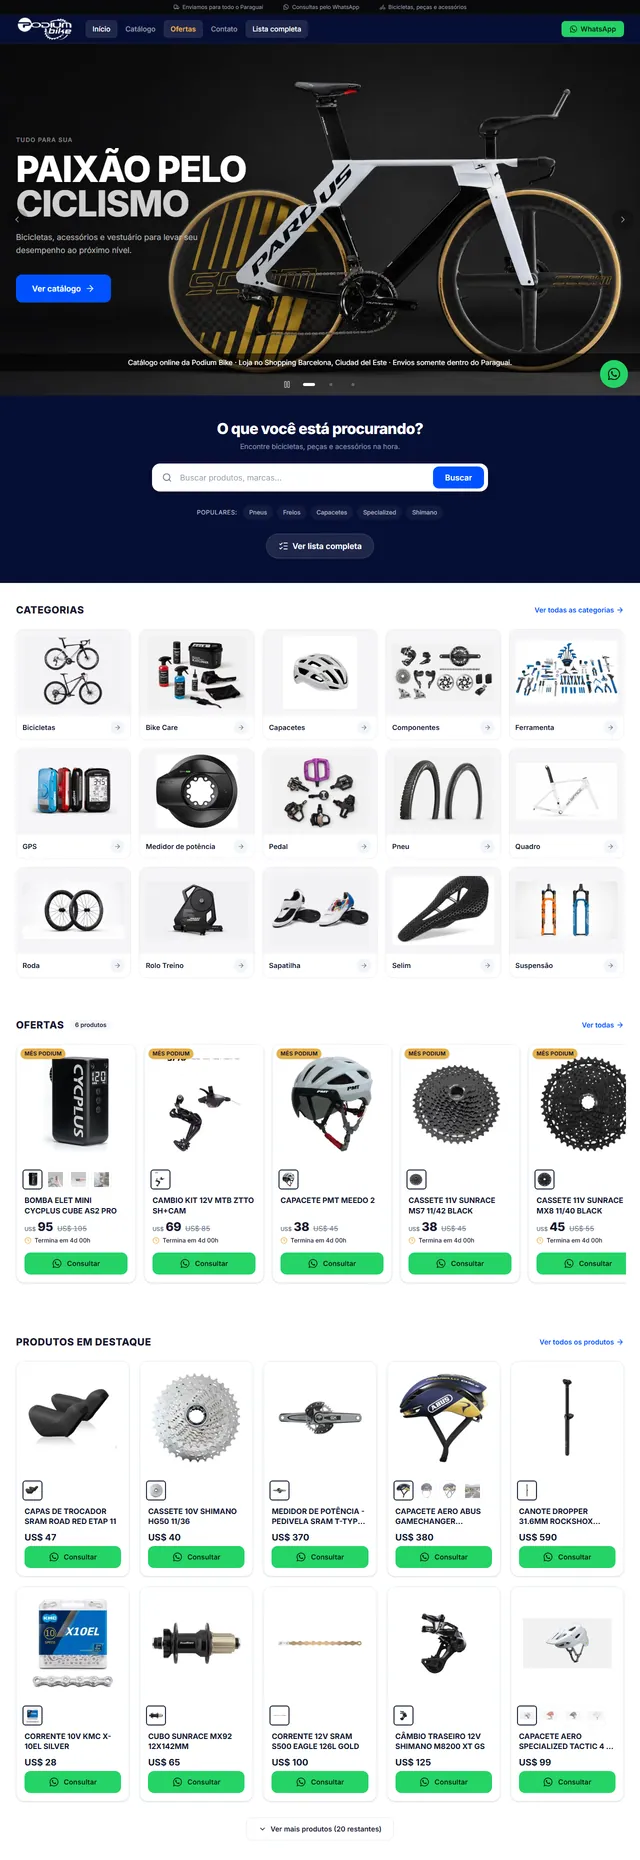 Enviamos para todo o Paraguai
Consultas pelo WhatsApp
Bicicletas, peças e acessórios
PODIUM bike
Início
Catálogo
Ofertas
Contato
Lista completa
WhatsApp
TUDO PARA SUA
PAIXÃO PELO
CICLISMO
Bicicletas, acessórios e vestuário para levar seu
desempenho ao próximo nível.
Ver catálogo
PARDUS
Catálogo online da Podium Bike · Loja no Shopping Barcelona, Ciudad del Este · Envios somente dentro do Paraguai.
O que você está procurando?
Encontre bicicletas, peças e acessórios na hora.
Buscar produtos, marcas...
Buscar
POPULARES:
Pneus
Freios
Capacetes
Specialized
Shimano
Ver lista completa
CATEGORIAS
Ver todas as categorias
Bicicletas
Bike Care
Capacetes
Componentes
Ferramenta
GPS
Medidor de potência
Pedal
Pneu
Quadro
Roda
Rolo Treino
Sapatilha
Selim
Suspensão
OFERTAS
6 produtos
Ver todas
MÊS PODIUM
MÊS PODIUM
MÊS PODIUM
MÊS PODIUM
MÊS PODIUM
CYCPLUS
120
PMT
BOMBA ELET MINI
CYCPLUS CUBE AS2 PRO
US$ 95 US$ 105
Termina em 4d 00h
Consultar
CAMBIO KIT 12V MTB ZTTO
SH+CAM
US$ 69 US$ 85
Termina em 4d 00h
Consultar
CAPACETE PMT MEEDO 2
US$ 38 US$ 45
Termina em 4d 00h
Consultar
CASSETE 11V SUNRACE
MS7 11/42 BLACK
US$ 38 US$ 45
Termina em 4d 00h
Consultar
CASSETE 11V SUNRACE
MX8 11/40 BLACK
US$ 45 US$ 55
Termina em 4d 00h
Consultar
PRODUTOS EM DESTAQUE
Ver todos os produtos
ABUS
CAPAS DE TROCADOR
SRAM ROAD RED ETAP 11
US$ 47
Consultar
CASSETE 10V SHIMANO
HG50 11/36
US$ 40
Consultar
MEDIDOR DE POTÊNCIA -
PEDIVELA SRAM T-TYP...
US$ 370
Consultar
CAPACETE AERO ABUS
GAMECHANGER...
US$ 380
Consultar
CANOTE DROPPER
31.6MM ROCKSHOX...
US$ 590
Consultar
KMC
10
X10EL
CORRENTE 10V KMC X-
10EL SILVER
US$ 28
Consultar
CUBO SUNRACE MX92
12X142MM
US$ 65
Consultar
CORRENTE 12V SRAM
S500 EAGLE 126L GOLD
US$ 100
Consultar
CÂMBIO TRASEIRO 12V
SHIMANO M8200 XT GS
US$ 125
Consultar
CAPACETE AERO
SPECIALIZED TACTIC 4 ...
US$ 99
Consultar
Ver mais produtos (20 restantes)